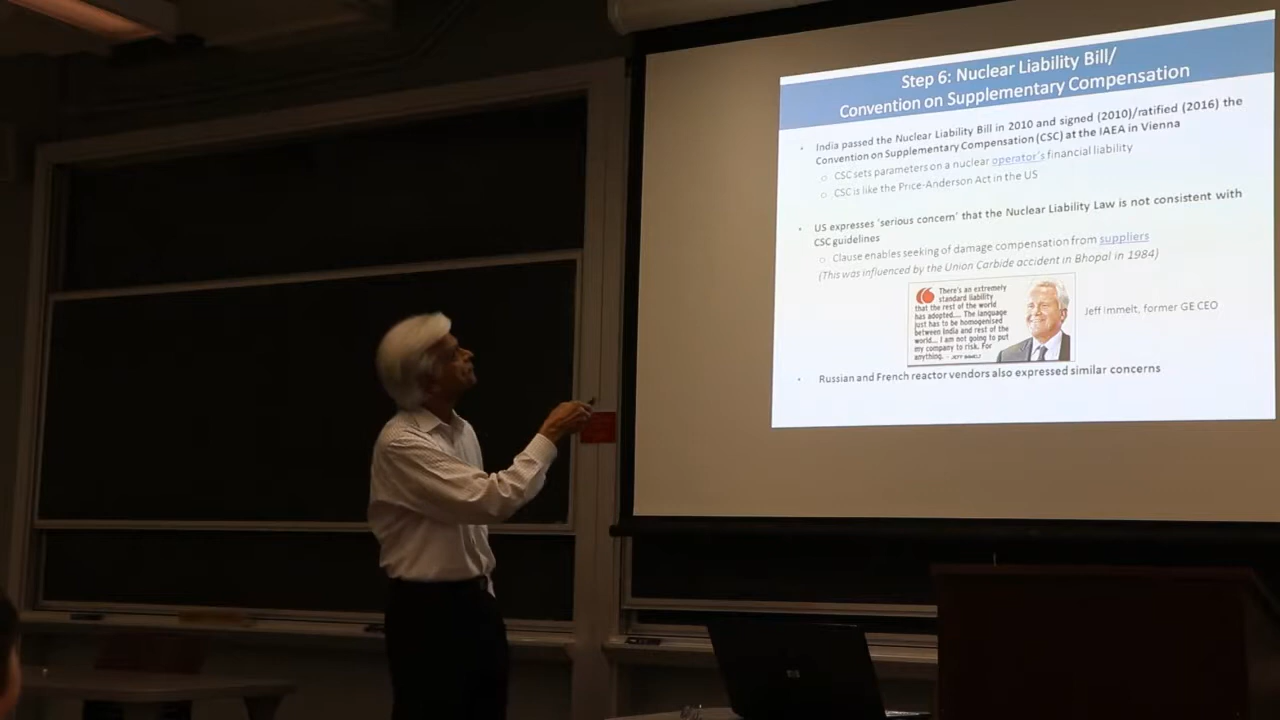 Step 6: Nuclear Liability Bill/
Convention on Supplementary Compensation
• India passed the Nuclear Liability Bill in 2010 and signed (2010)/ratified (2016) the
Convention on Supplementary Compensation (CSC) at the IAEA in Vienna
○ CSC sets parameters on a nuclear operator's financial liability
○ CSC is like the Price-Anderson Act in the US
• US expresses 'serious concern' that the Nuclear Liability Law is not consistent with
CSC guidelines
○ Clause enables seeking of damage compensation from suppliers
(This was influenced by the Union Carbide accident in Bhopal in 1984)
There's an extremely
standard liability
that the rest of the world
has adopted.... The language
just has to be homogenised
between India and rest of the
world... I am not going to put
my company to risk. For
anything. - JEFF IMMELT
Jeff Immelt, former GE CEO
• Russian and French reactor vendors also expressed similar concerns
hp